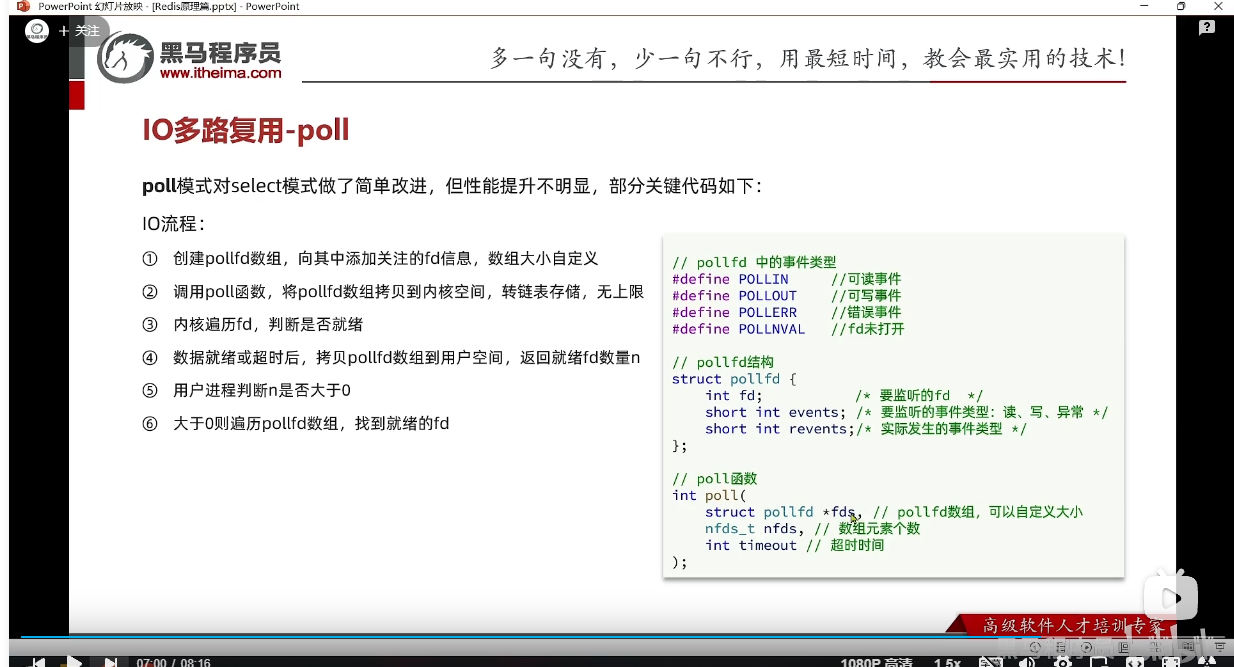 PowerPoint 幻灯片放映 - [Redis原理篇.pptx] - PowerPoint
+ 关注
黑马程序员
www.itheima.com
多一句没有，少一句不行，用最短时间，教会最实用的技术！
IO多路复用-poll
poll模式对select模式做了简单改进，但性能提升不明显，部分关键代码如下：
IO流程：
① 创建pollfd数组，向其中添加关注的fd信息，数组大小自定义
② 调用poll函数，将pollfd数组拷贝到内核空间，转链表存储，无上限
③ 内核遍历fd，判断是否就绪
④ 数据就绪或超时后，拷贝pollfd数组到用户空间，返回就绪fd数量n
⑤ 用户进程判断n是否大于0
⑥ 大于0则遍历pollfd数组，找到就绪的fd
// pollfd 中的事件类型
#define POLLIN     //可读事件
#define POLLOUT    //可写事件
#define POLLERR    //错误事件
#define POLLNVAL   //fd未打开
// pollfd结构
struct pollfd {
    int fd;           /* 要监听的fd  */
    short int events; /* 要监听的事件类型：读、写、异常 */
    short int revents;/* 实际发生的事件类型 */
};
// poll函数
int poll(
    struct pollfd *fds, // pollfd数组，可以自定义大小
    nfds_t nfds, // 数组元素个数
    int timeout // 超时时间
);
高级软件人才培训专家
07:00 / 08:16
1080P 高清
1.5x